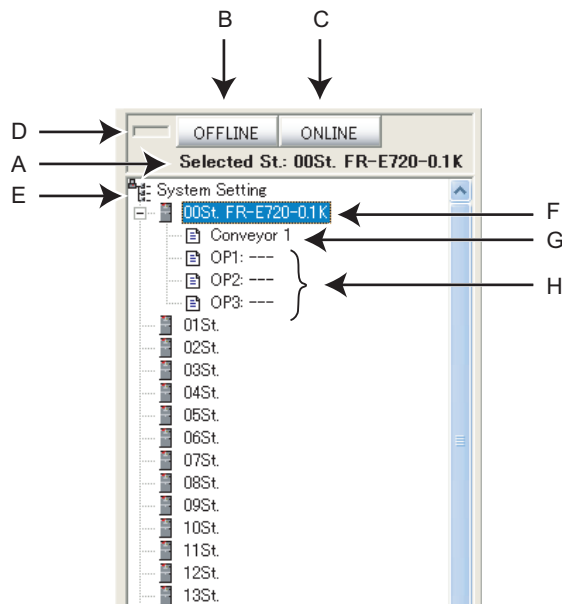 B C
D OFFLINE ONLINE
A Selected St.: 00St. FR-E720-0.1K
E System Setting
00St. FR-E720-0.1K F
Conveyor 1 G
OP1: ---
OP2: --- H
OP3: ---
01St.
02St.
03St.
04St.
05St.
06St.
07St.
08St.
09St.
10St.
11St.
12St.
13St.